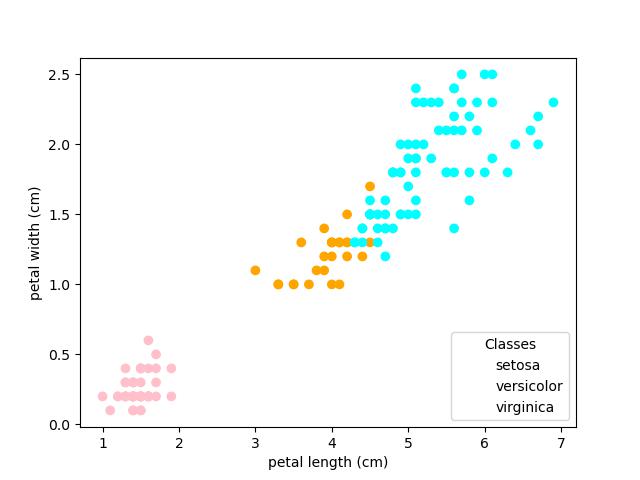 2.5
2.0
1.5
1.0
0.5
0.0
petal width (cm)
Classes
setosa
versicolor
virginica
1 2 3 4 5 6 7
petal length (cm)